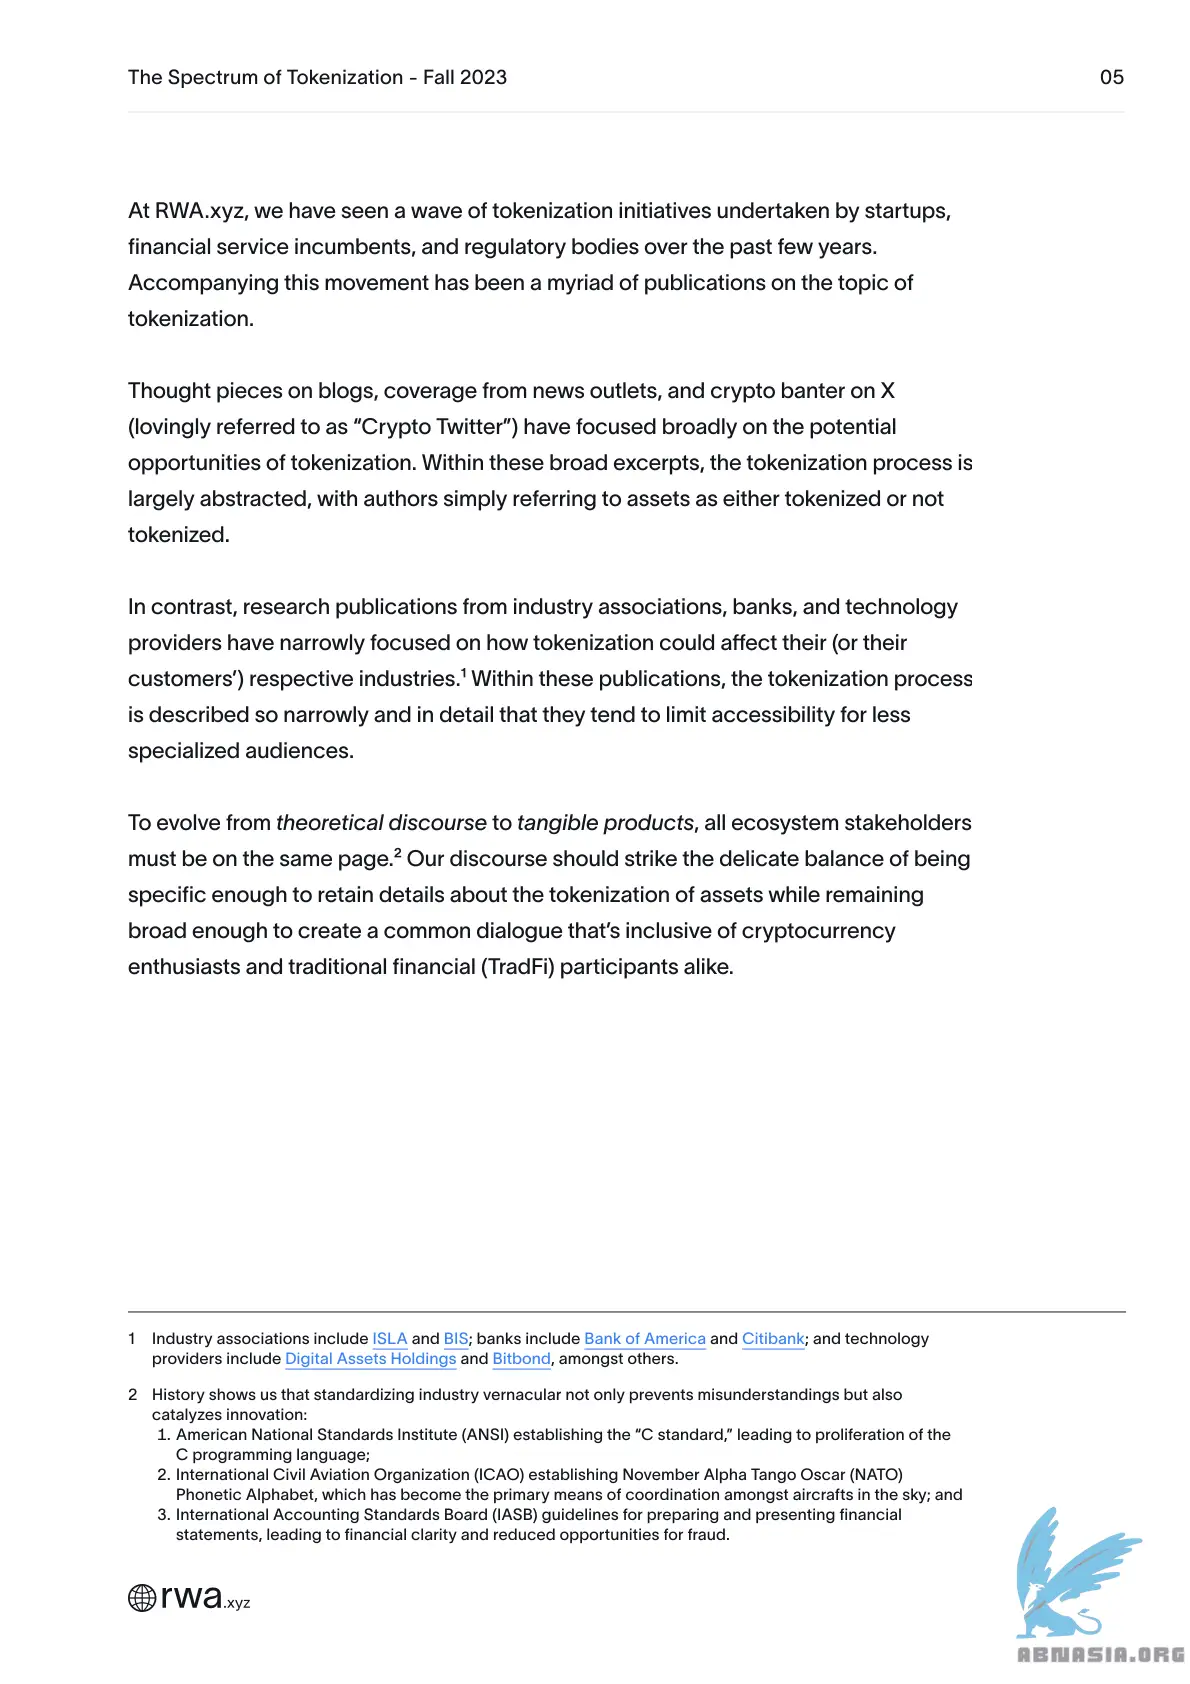 The Spectrum of Tokenization - Fall 2023
05
At RWA.xyz, we have seen a wave of tokenization initiatives undertaken by startups,
financial service incumbents, and regulatory bodies over the past few years.
Accompanying this movement has been a myriad of publications on the topic of
tokenization.
Thought pieces on blogs, coverage from news outlets, and crypto banter on X
(lovingly referred to as “Crypto Twitter”) have focused broadly on the potential
opportunities of tokenization. Within these broad excerpts, the tokenization process is
largely abstracted, with authors simply referring to assets as either tokenized or not
tokenized.
In contrast, research publications from industry associations, banks, and technology
providers have narrowly focused on how tokenization could affect their (or their
customers’) respective industries.¹ Within these publications, the tokenization process
is described so narrowly and in detail that they tend to limit accessibility for less
specialized audiences.
To evolve from theoretical discourse to tangible products, all ecosystem stakeholders
must be on the same page.² Our discourse should strike the delicate balance of being
specific enough to retain details about the tokenization of assets while remaining
broad enough to create a common dialogue that’s inclusive of cryptocurrency
enthusiasts and traditional financial (TradFi) participants alike.
1 Industry associations include ISLA and BIS; banks include Bank of America and Citibank; and technology
providers include Digital Assets Holdings and Bitbond, amongst others.
2 History shows us that standardizing industry vernacular not only prevents misunderstandings but also
catalyzes innovation:
1. American National Standards Institute (ANSI) establishing the “C standard,” leading to proliferation of the
C programming language;
2. International Civil Aviation Organization (ICAO) establishing November Alpha Tango Oscar (NATO)
Phonetic Alphabet, which has become the primary means of coordination amongst aircrafts in the sky; and
3. International Accounting Standards Board (IASB) guidelines for preparing and presenting financial
statements, leading to financial clarity and reduced opportunities for fraud.
rwa.xyz
ABNASIA.ORG